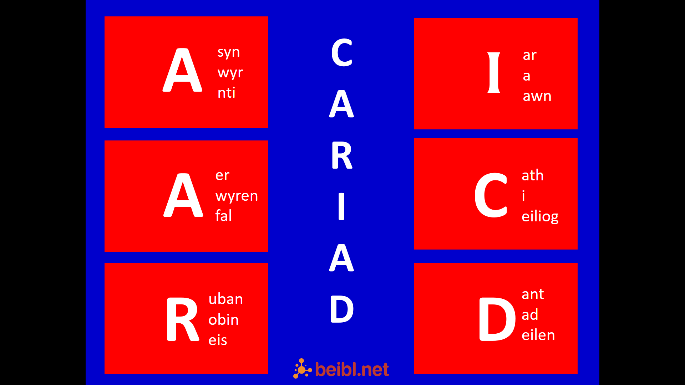 A
syn
wyr
nti
A
er
wyren
fal
R
uban
obin
eis
C
A
R
I
A
D
I
ar
a
awn
C
ath
i
eiliog
D
ant
ad
eilen
beibl.net